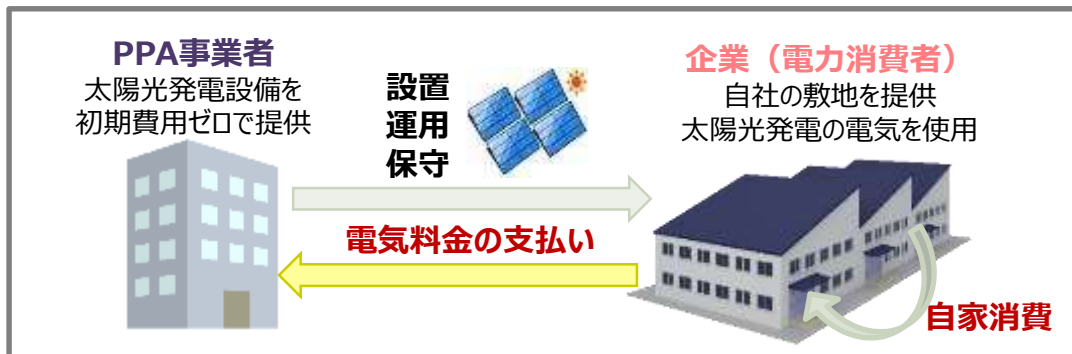 PPA事業者
太陽光発電設備を
初期費用ゼロで提供
設置
運用
保守
企業（電力消費者）
自社の敷地を提供
太陽光発電の電気を使用
電気料金の支払い
自家消費